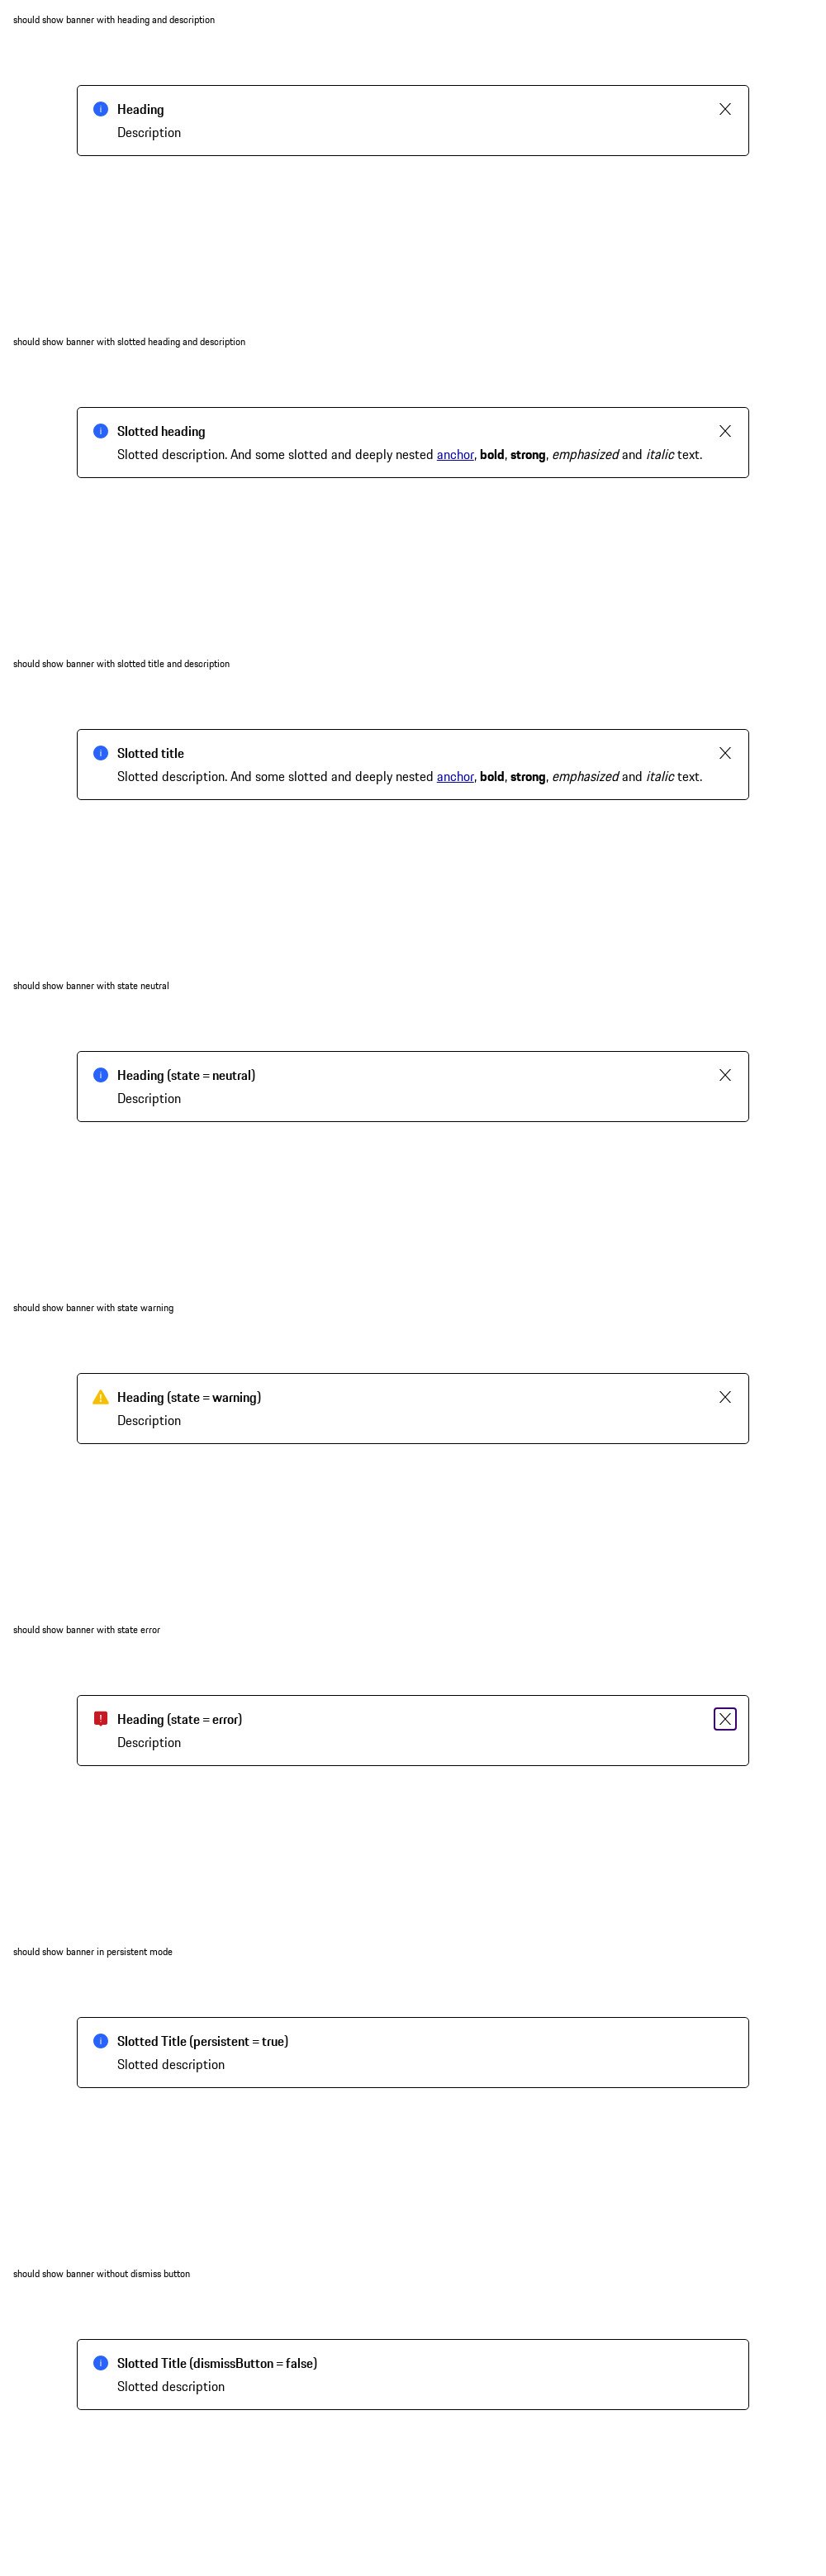 should show banner with heading and description
Heading
Description
should show banner with slotted heading and description
Slotted heading
Slotted description. And some slotted and deeply nested anchor, bold, strong, emphasized and italic text.
should show banner with slotted title and description
Slotted title
Slotted description. And some slotted and deeply nested anchor, bold, strong, emphasized and italic text.
should show banner with state neutral
Heading (state = neutral)
Description
should show banner with state warning
Heading (state = warning)
Description
should show banner with state error
Heading (state = error)
Description
should show banner in persistent mode
Slotted Title (persistent = true)
Slotted description
should show banner without dismiss button
Slotted Title (dismissButton = false)
Slotted description